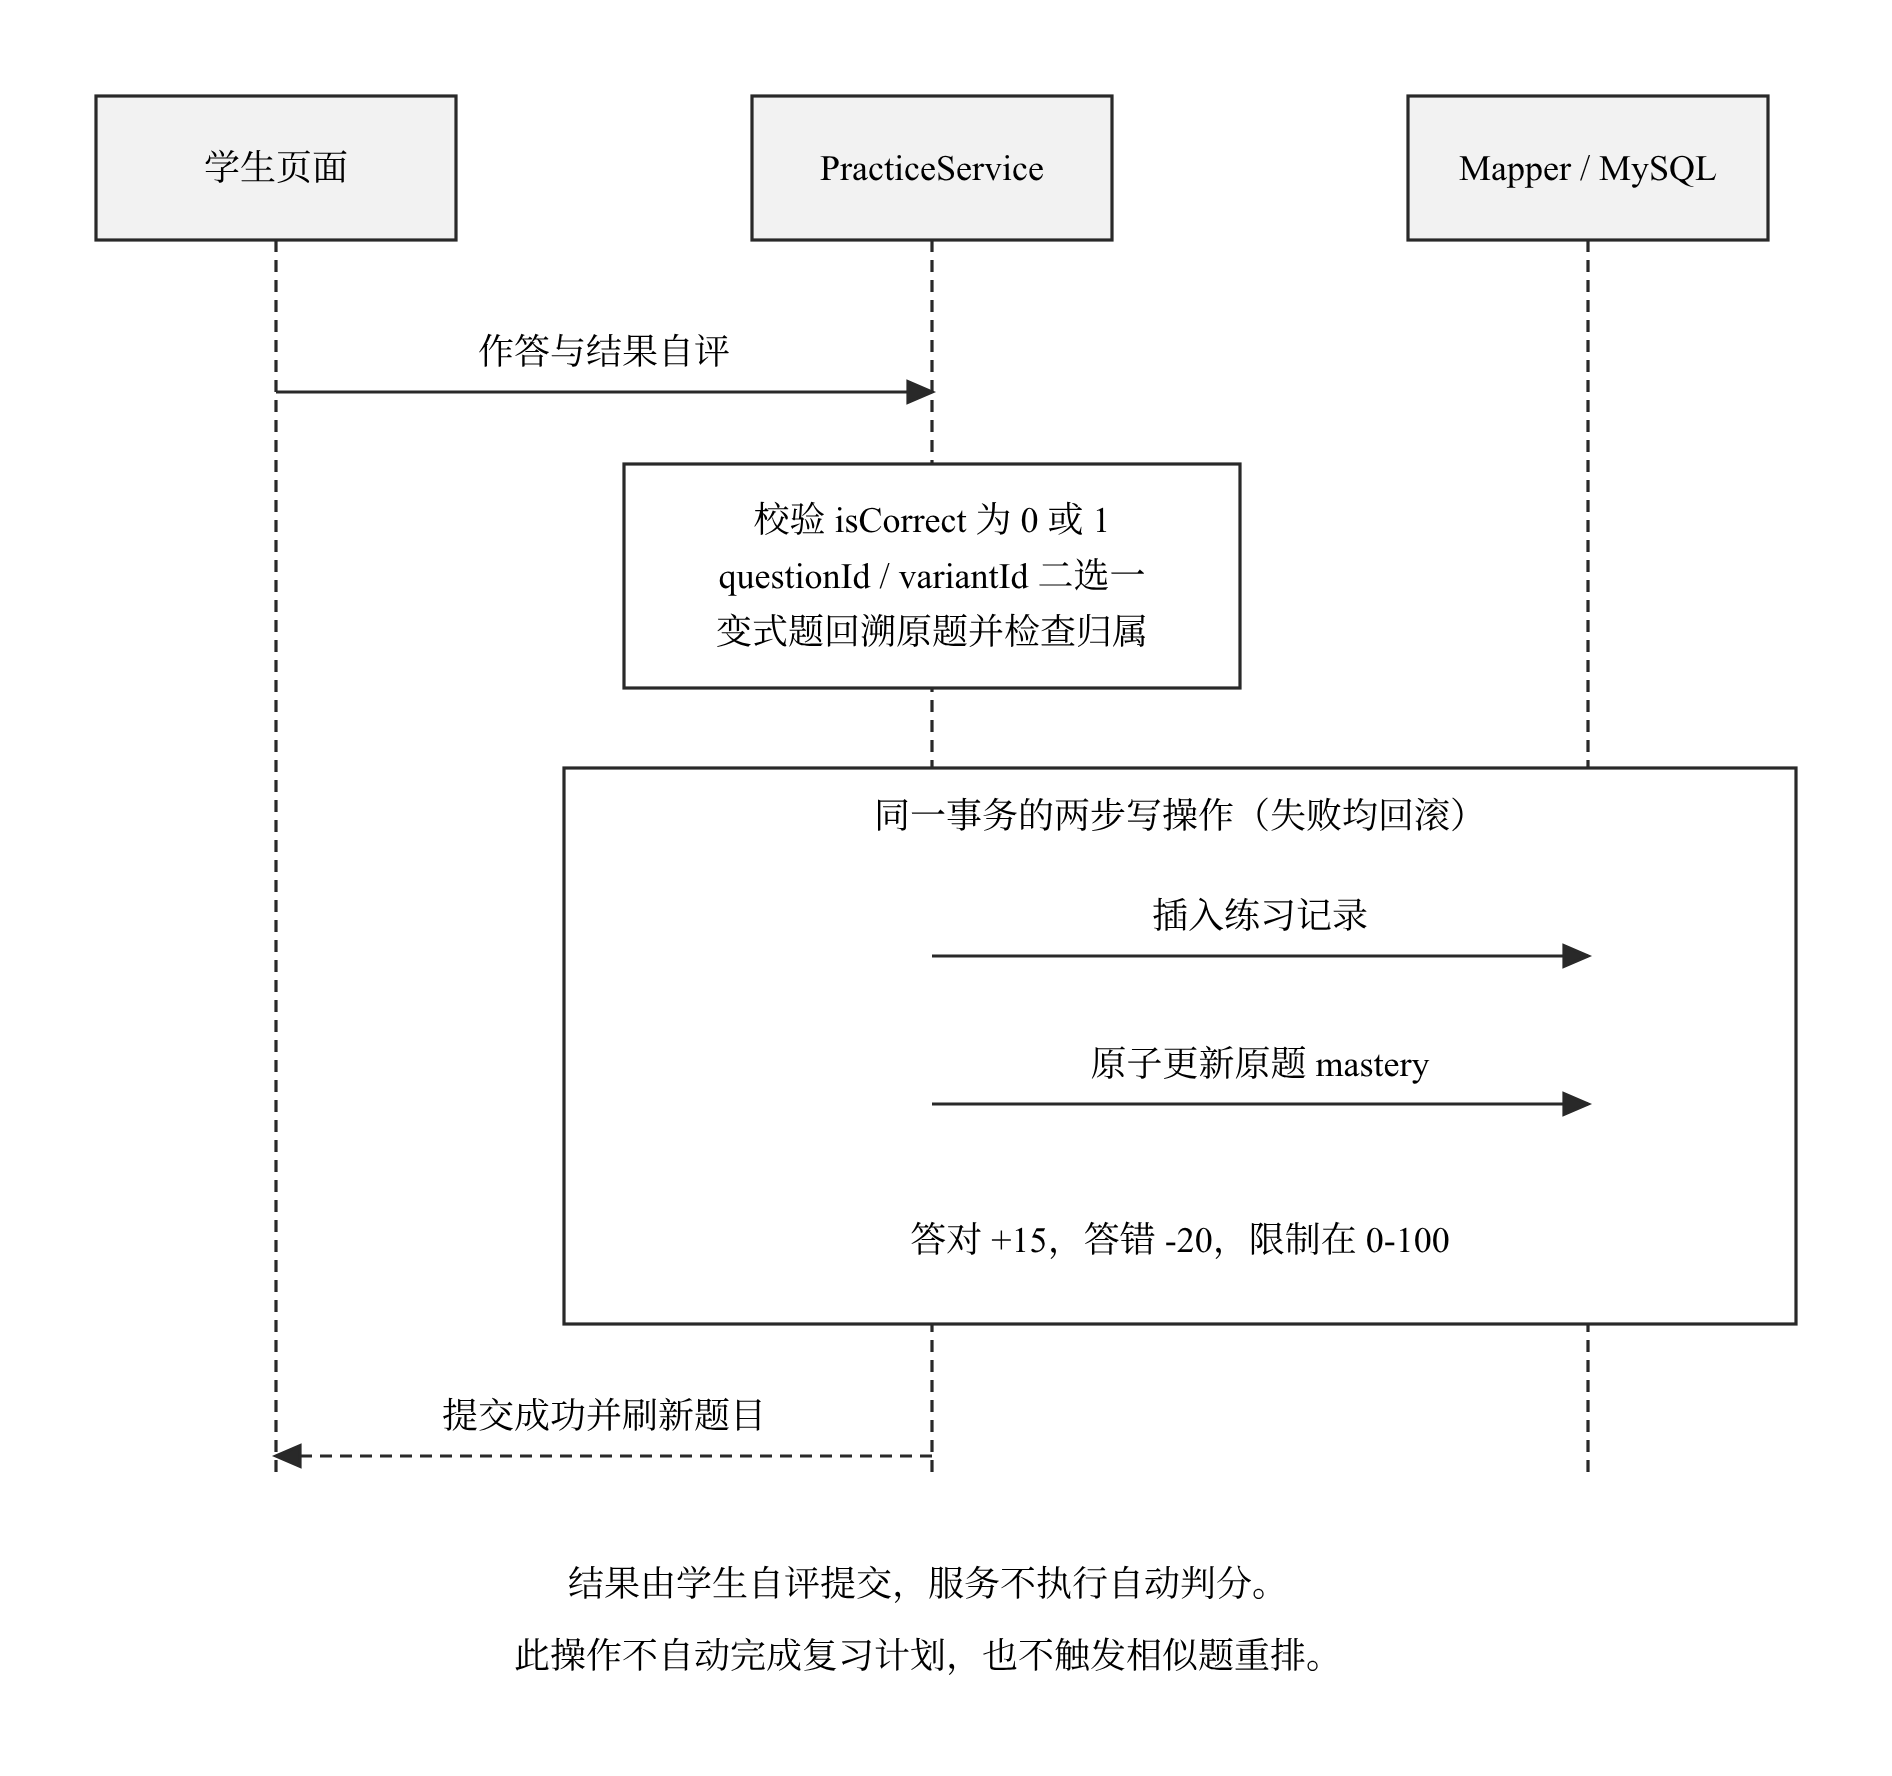 学生页面
PracticeService
Mapper / MySQL
作答与结果自评
校验 isCorrect 为 0 或 1
questionId / variantId 二选一
变式题回溯原题并检查归属
同一事务的两步写操作（失败均回滚）
插入练习记录
原子更新原题 mastery
答对 +15，答错 -20，限制在 0-100
提交成功并刷新题目
结果由学生自评提交，服务不执行自动判分。
此操作不自动完成复习计划，也不触发相似题重排。